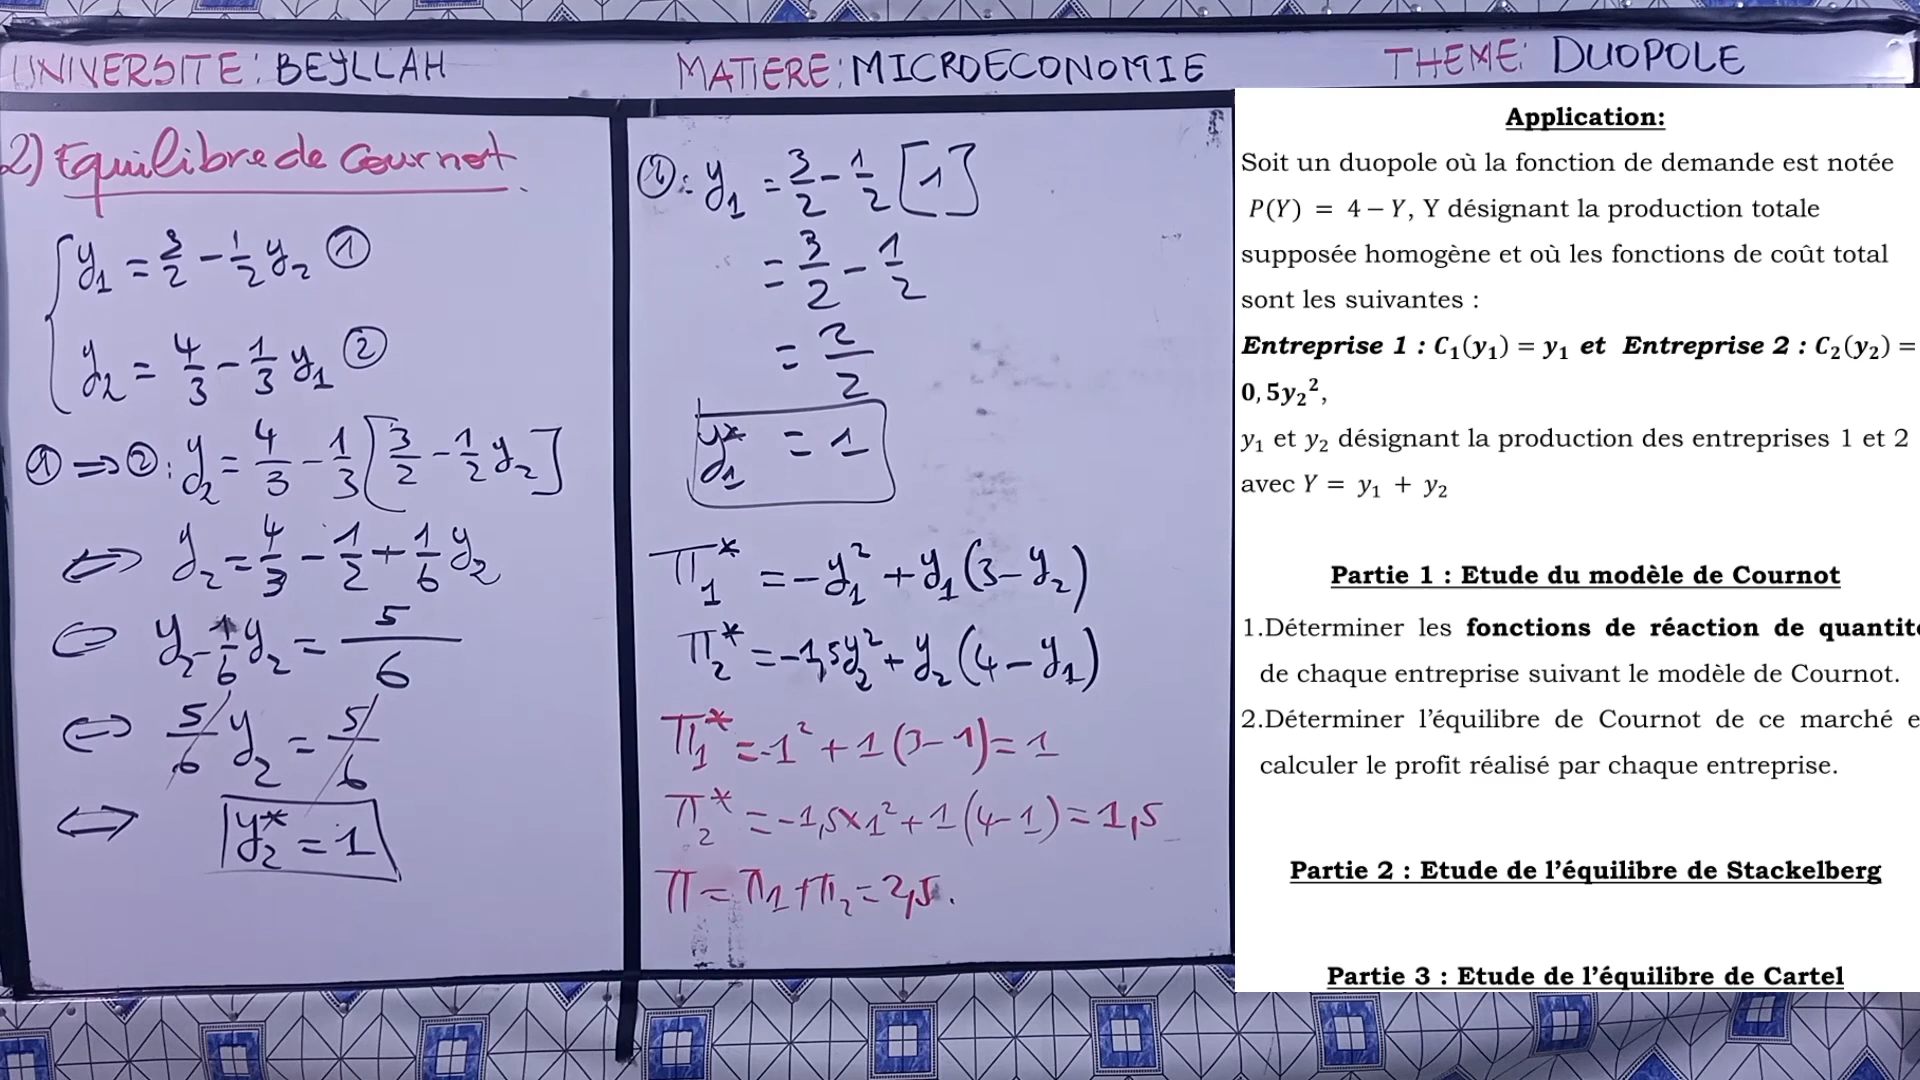 UNIVERSITE: BEYLLAH
MATIERE: MICROECONOMIE
THEME: DUOPOLE
2) Equilibre de Cournot
y₁ = 3/2 - 1/2 y₂ ①
y₂ = 4/3 - 1/3 y₁ ②
① ⇒ ②: y₂ = 4/3 - 1/3 [3/2 - 1/2 y₂]
⇔ y₂ = 4/3 - 1/2 + 1/6 y₂
⇔ y₂ - 1/6 y₂ = 5/6
⇔ 5/6 y₂ = 5/6
⇔ y₂* = 1
①: y₁ = 3/2 - 1/2 [1]
= 3/2 - 1/2
= 2/2
y₁* = 1
π₁* = -y₁² + y₁(3 - y₂)
π₂* = -1,5y₂² + y₂(4 - y₁)
π₁* = -1² + 1(3-1) = 1
π₂* = -1,5×1² + 1(4-1) = 1,5
π = π₁ + π₂ = 2,5.
Application:
Soit un duopole où la fonction de demande est notée
P(Y) = 4 – Y, Y désignant la production totale
supposée homogène et où les fonctions de coût total
sont les suivantes :
Entreprise 1 : C₁(y₁) = y₁ et Entreprise 2 : C₂(y₂) =
0,5y₂²,
y₁ et y₂ désignant la production des entreprises 1 et 2
avec Y = y₁ + y₂
Partie 1 : Etude du modèle de Cournot
1.Déterminer les fonctions de réaction de quantité
de chaque entreprise suivant le modèle de Cournot.
2.Déterminer l'équilibre de Cournot de ce marché e
calculer le profit réalisé par chaque entreprise.
Partie 2 : Etude de l'équilibre de Stackelberg
Partie 3 : Etude de l'équilibre de Cartel